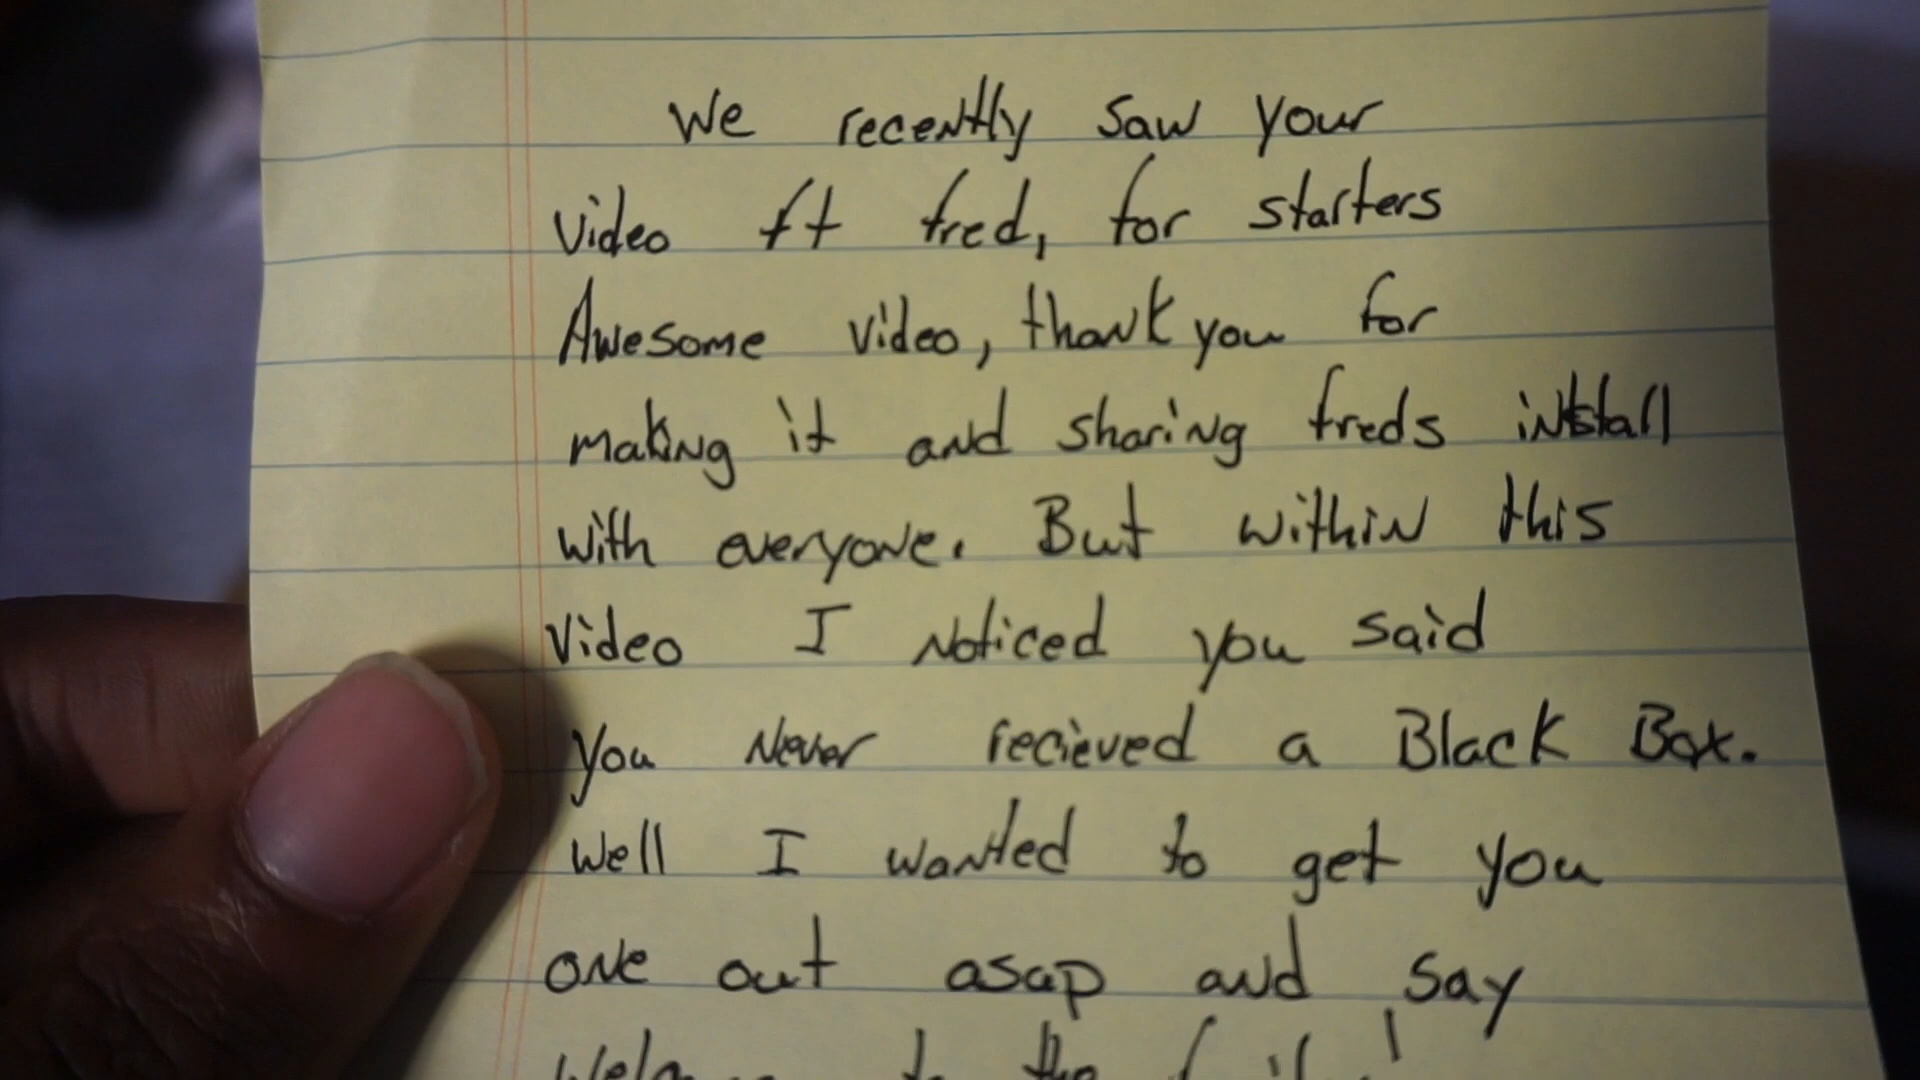 We recently saw your
video ft fred, for starters
Awesome video, thank you for
making it and sharing freds install
with everyone. But within this
video I noticed you said
you never recieved a Black Box.
Well I wanted to get you
one out asap and say
to the